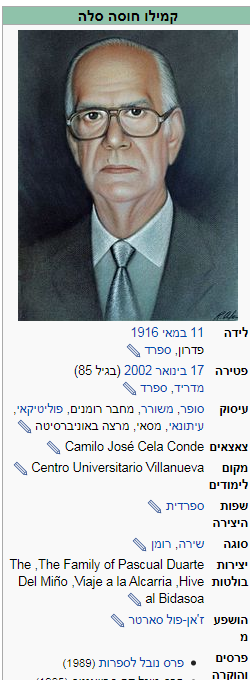 קמילו חוסה סלה
לידה 11 במאי 1916
פדרון, ספרד
פטירה 17 בינואר 2002 (בגיל 85)
מדריד, ספרד
עיסוק סופר, משורר, מחבר רומנים, פוליטיקאי,
עיתונאי, מסאי, מרצה באוניברסיטה
צאצאים Camilo José Cela Conde
מקום Centro Universitario Villanueva
לימודים
שפות ספרדית
היצירה
סוגה שירה, רומן
יצירות The ,The Family of Pascual Duarte
בולטות Del Miño ,Viaje a la Alcarria ,Hive
al Bidasoa
הושפע ז'אן-פול סארטר
מ
פרסים פרס נובל לספרות (1989)